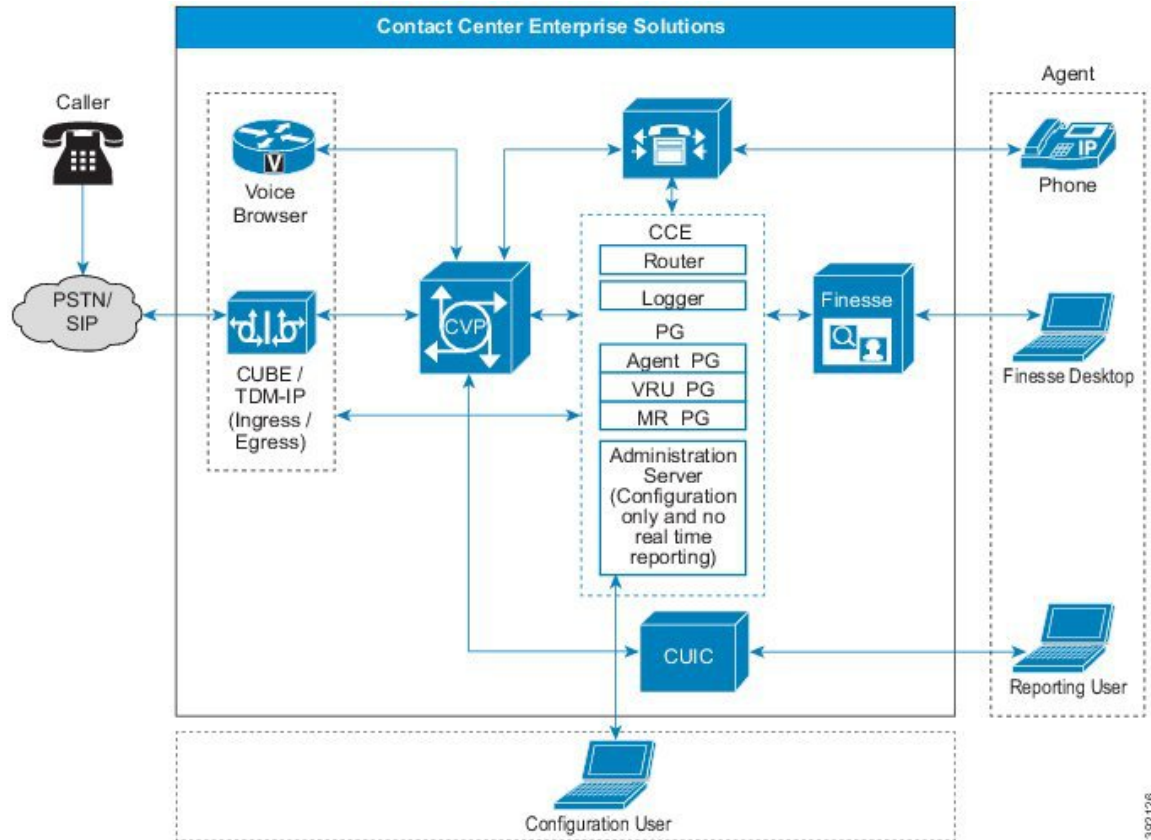 Contact Center Enterprise Solutions
Caller
PSTN/
SIP
V
Voice
Browser
CUBE /
TDM-IP
(Ingress /
Egress)
CVP
CCE
Router
Logger
PG
Agent PG
VRU PG
MR PG
Administration
Server
(Configuration
only and no
real time
reporting)
Finesse
CUIC
Agent
IP
Phone
Finesse Desktop
Reporting User
Configuration User
392126